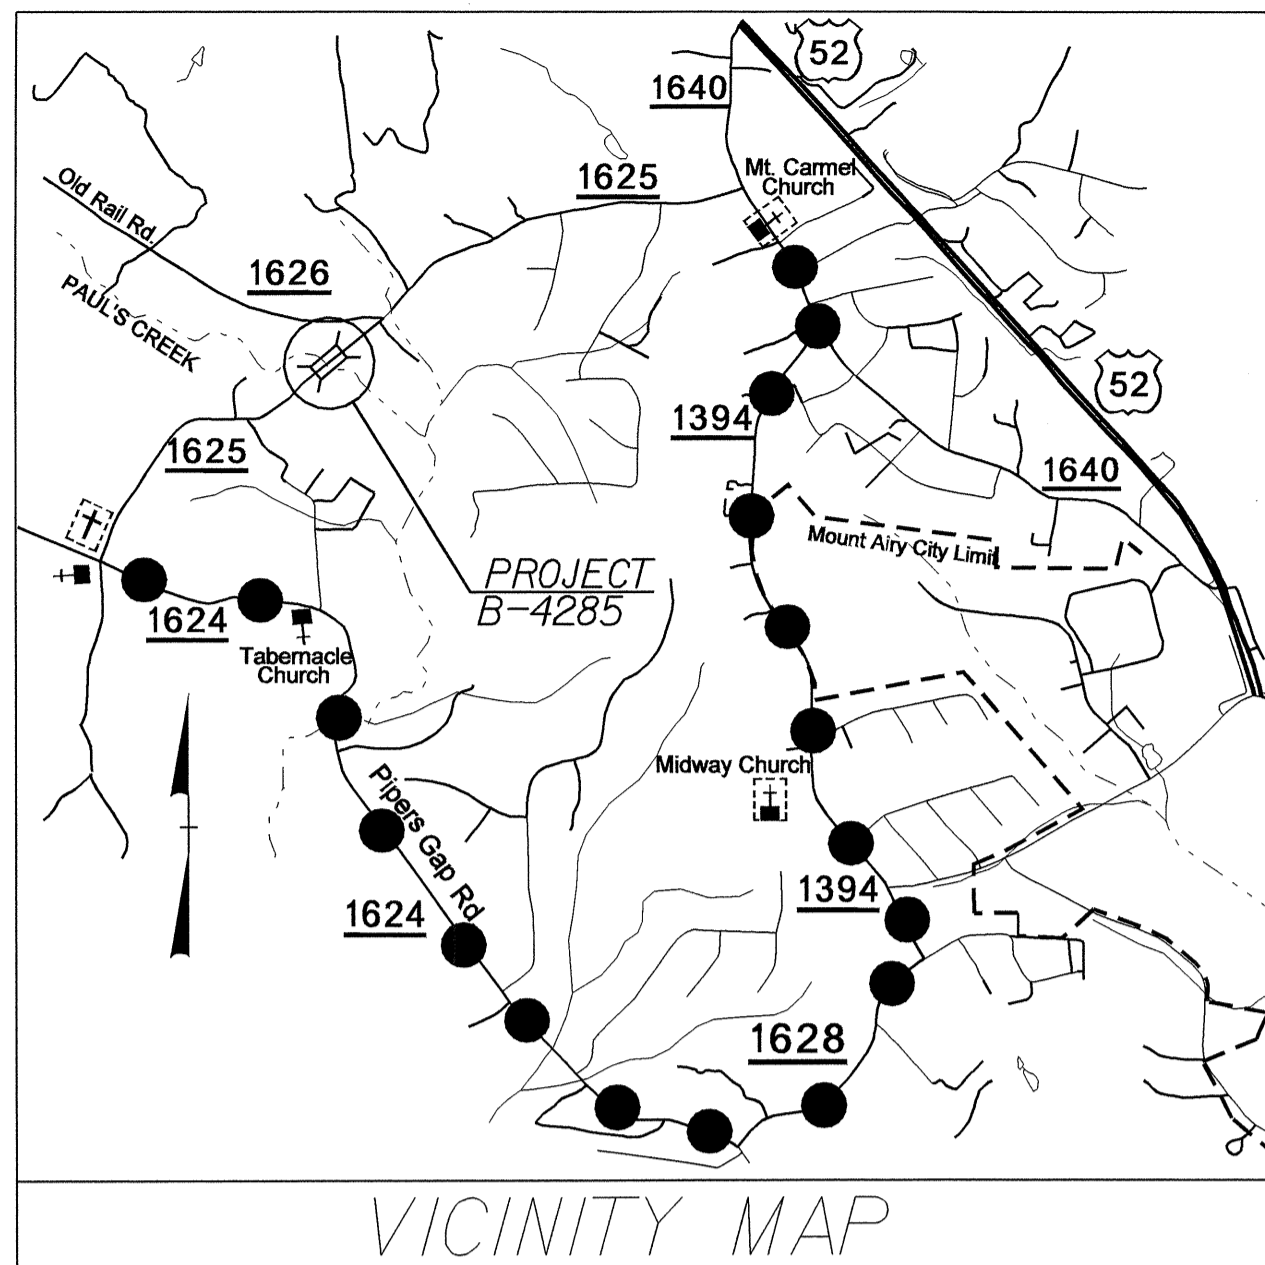 52
1640
Mt. Carmel
Church
1625
Old Rail Rd.
1626
PAUL'S CREEK
52
1394
1625
1640
Mount Airy City Limit
PROJECT
B-4285
1624
Tabernacle
Church
Midway Church
Pipers Gap Rd
1394
1624
1628
VICINITY MAP